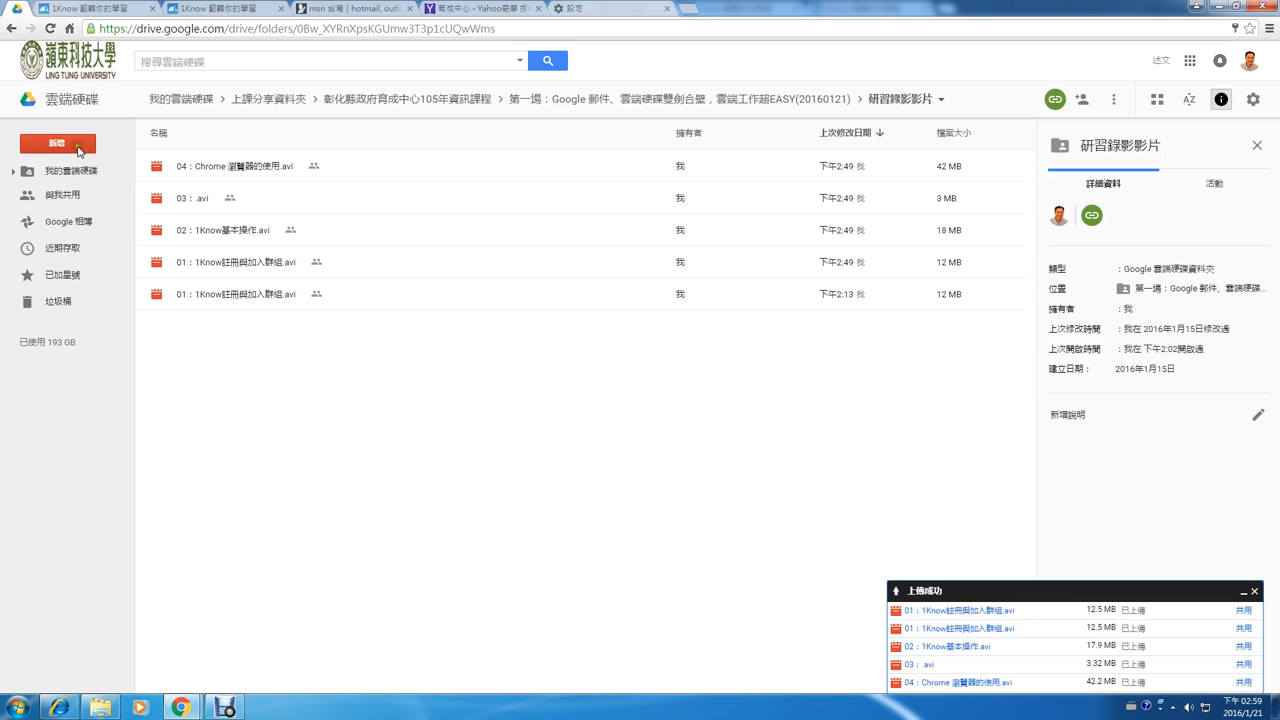 1Know 翻轉你的學習
1Know 翻轉你的學習
msn 台灣 | hotmail, outlo
育成中心 - Yahoo奇摩 搜
設定
https://drive.google.com/drive/folders/0Bw_XYRnXpsKGUmw3T3p1cUQwWms
嶺東科技大學
LING TUNG UNIVERSITY
搜尋雲端硬碟
述文
雲端硬碟
我的雲端硬碟 > 上課分享資料夾 > 彰化縣政府育成中心105年資訊課程 > 第一場：Google 郵件、雲端硬碟雙劍合璧，雲端工作超EASY(20160121) > 研習錄影影片
新增
我的雲端硬碟
與我共用
Google 相簿
近期存取
已加星號
垃圾桶
已使用 193 GB
名稱 擁有者 上次修改日期 檔案大小
04：Chrome 瀏覽器的使用.avi 我 下午2:49 我 42 MB
03：.avi 我 下午2:49 我 3 MB
02：1Know基本操作.avi 我 下午2:49 我 18 MB
01：1Know註冊與加入群組.avi 我 下午2:49 我 12 MB
01：1Know註冊與加入群組.avi 我 下午2:13 我 12 MB
研習錄影影片
詳細資料 活動
類型 ：Google 雲端硬碟資料夾
位置 ： 第一場：Google 郵件、雲端硬碟...
擁有者 ：我
上次修改時間 ：我在 2016年1月15日修改過
上次開啟時間 ：我在 下午2:02開啟過
建立日期： 2016年1月15日
新增說明
上傳成功
01：1Know註冊與加入群組.avi 12.5 MB 已上傳 共用
01：1Know註冊與加入群組.avi 12.5 MB 已上傳 共用
02：1Know基本操作.avi 17.9 MB 已上傳 共用
03：.avi 3.32 MB 已上傳 共用
04：Chrome 瀏覽器的使用.avi 42.2 MB 已上傳 共用
下午 02:59
2016/1/21